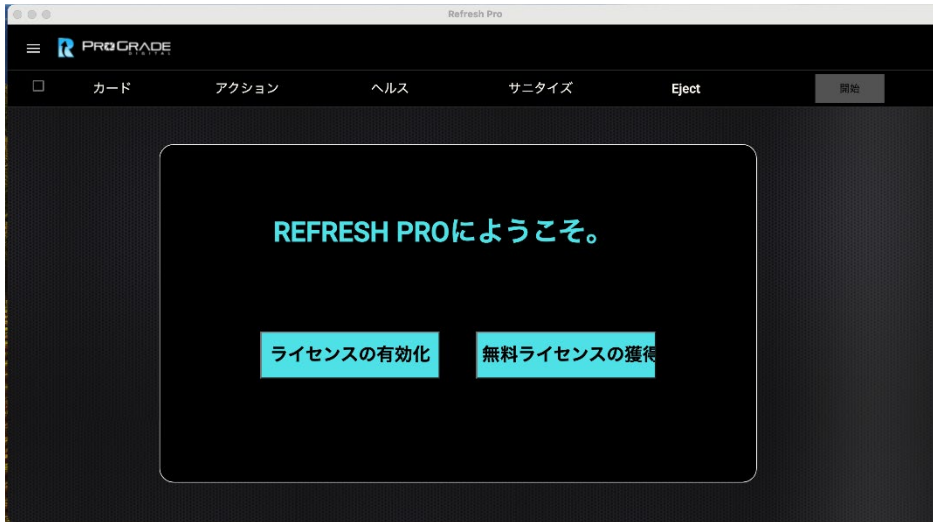 Refresh Pro
PROGRADE
DIGITAL
カード アクション ヘルス サニタイズ Eject 開始
REFRESH PROにようこそ。
ライセンスの有効化 無料ライセンスの獲得